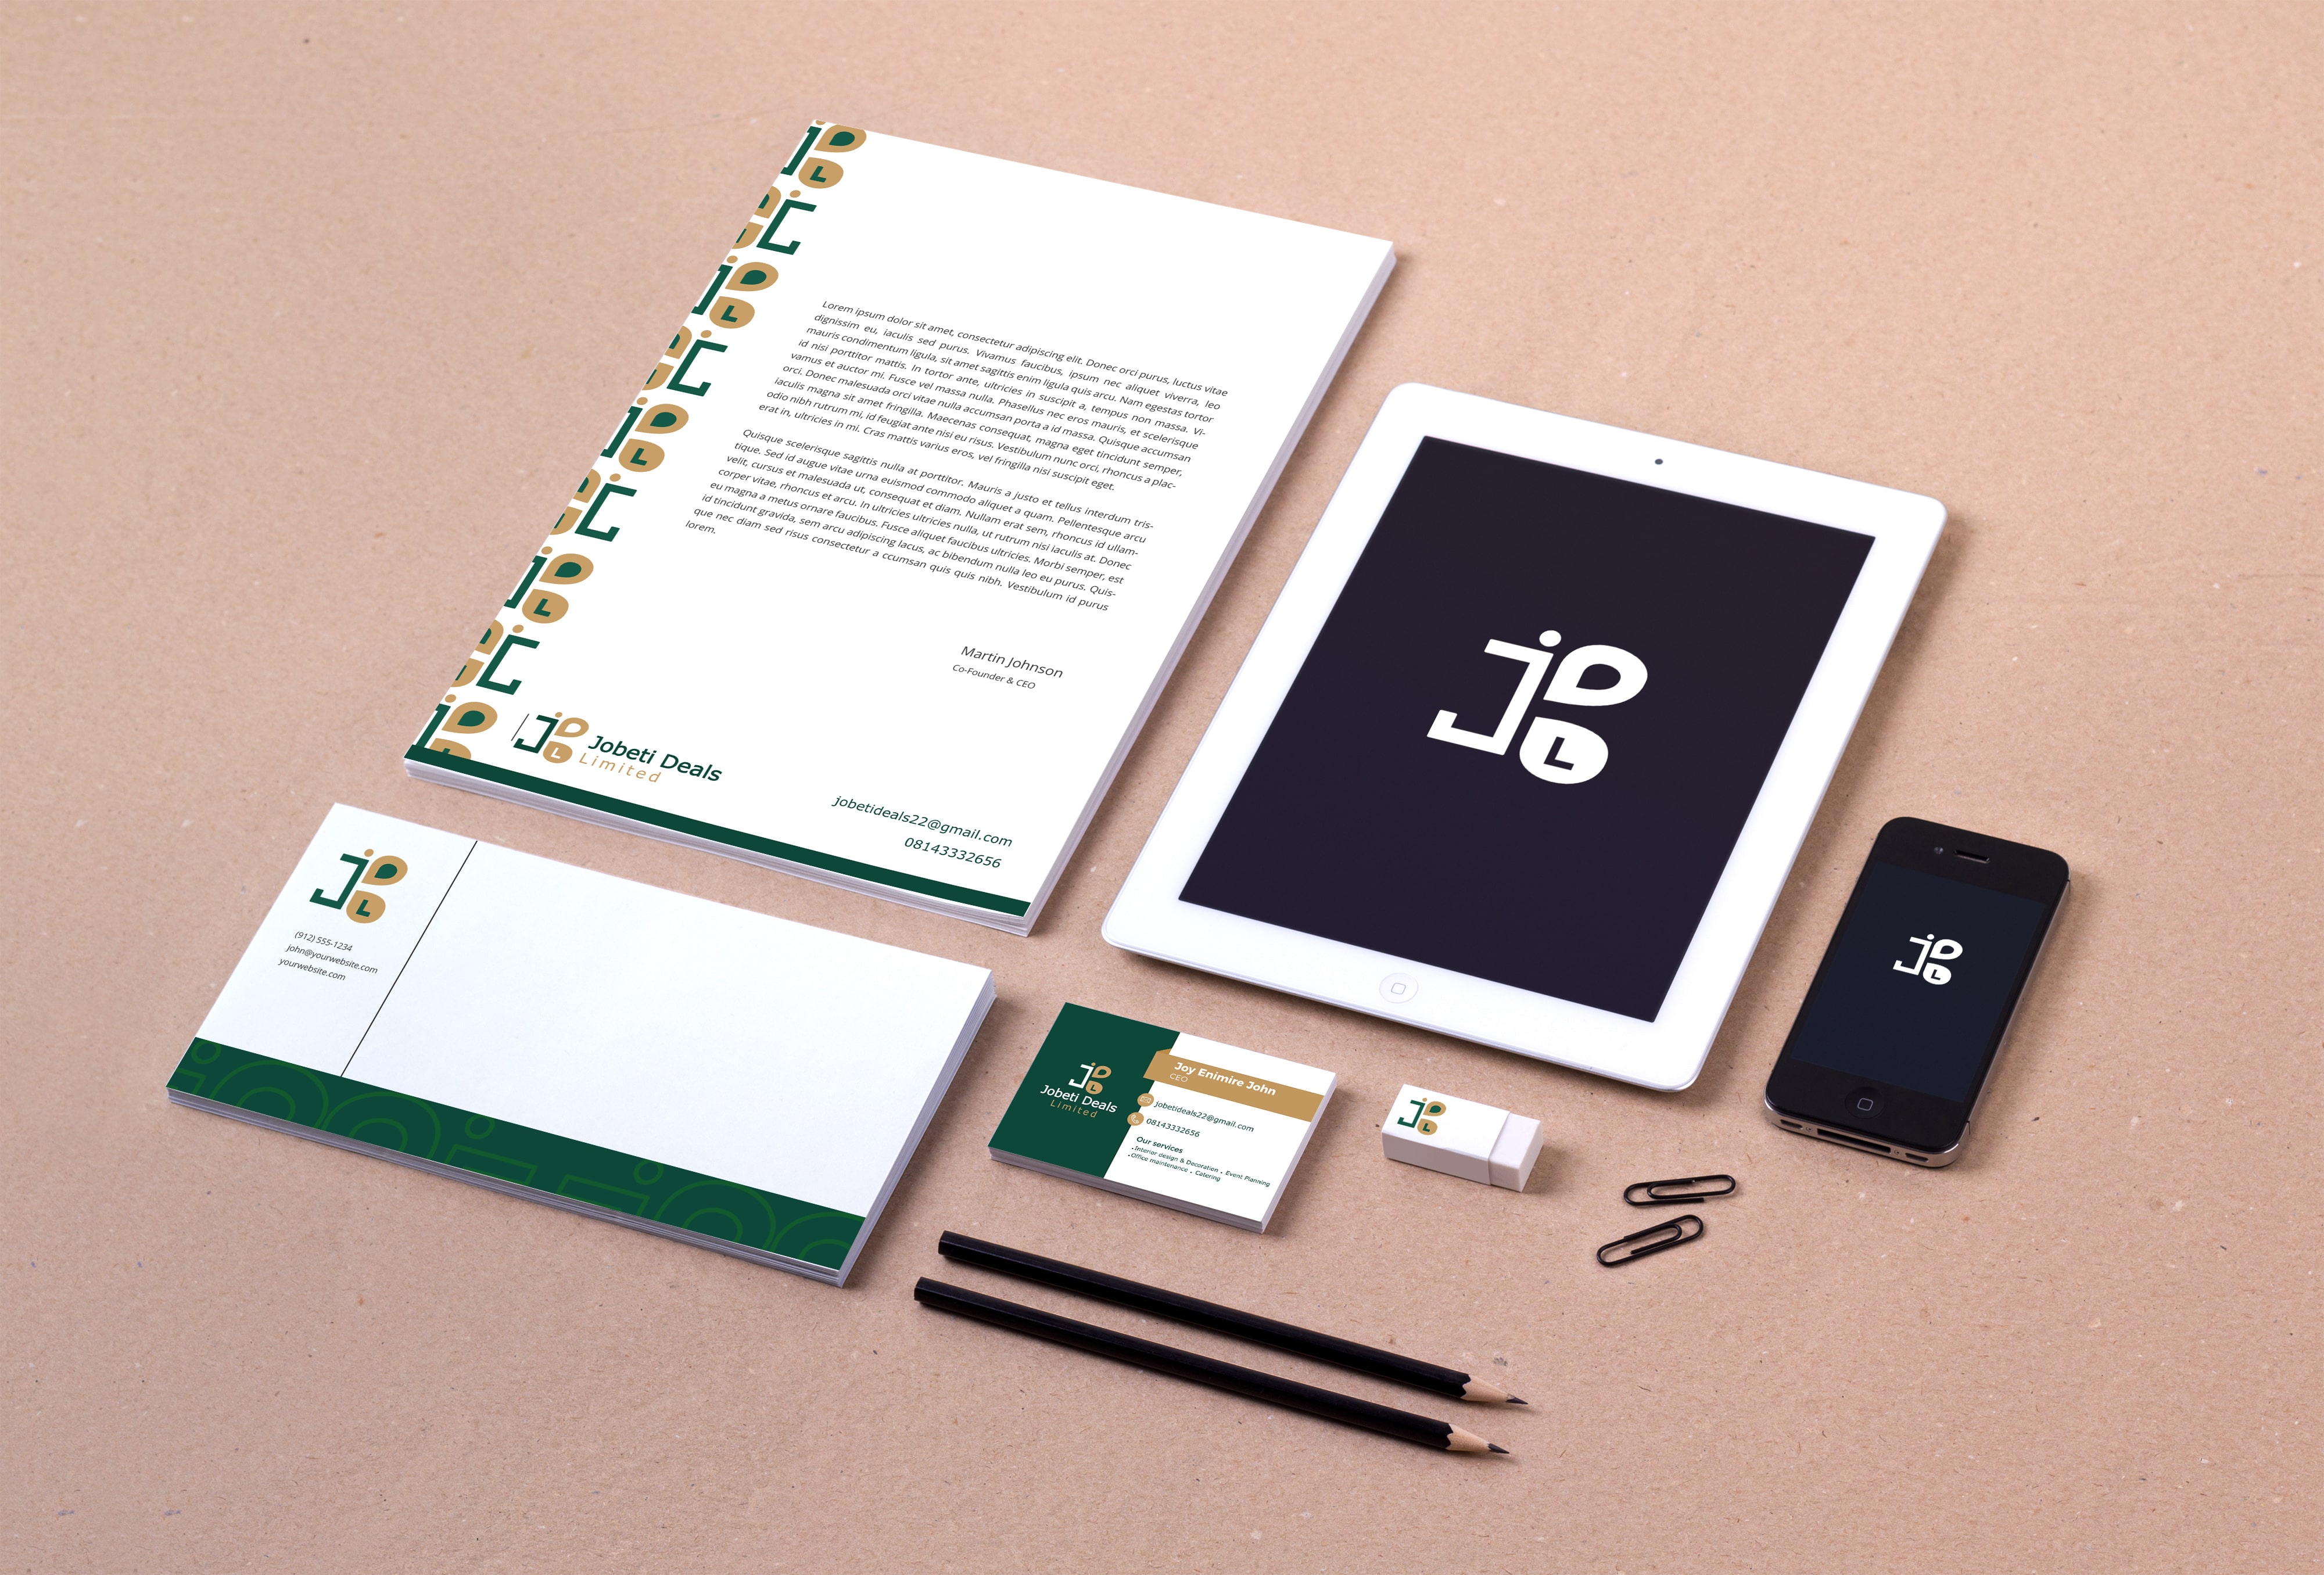 Lorem ipsum dolor sit amet, consectetur adipiscing elit. Donec orci purus, luctus vitae
dignissim eu, iaculis sed purus. Vivamus faucibus, ipsum nec aliquet viverra, leo
mauris condimentum ligula, sit amet sagittis enim ligula quis arcu. Nam egestas tortor
id nisi porttitor mattis. In tortor ante, ultricies in suscipit a, tempus non massa. Vi-
vamus et auctor mi. Fusce vel massa nulla. Phasellus nec eros mauris, et scelerisque
orci. Donec malesuada orci vitae nulla accumsan porta a id massa. Quisque accumsan
iaculis magna sit amet fringilla. Maecenas consequat, magna eget tincidunt semper,
odio nibh rutrum mi, id feugiat ante nisi eu risus. Vestibulum nunc orci, rhoncus a plac-
erat in, ultricies in mi. Cras mattis varius eros, vel fringilla nisi suscipit eget.
Quisque scelerisque sagittis nulla at porttitor. Mauris a justo et tellus interdum tris-
tique. Sed id augue vitae urna euismod commodo aliquet a quam. Pellentesque arcu
velit, cursus et malesuada ut, consequat et diam. Nullam erat sem, rhoncus id ullam-
corper vitae, rhoncus et arcu. In ultricies ultricies nulla, ut rutrum nisi iaculis at. Donec
eu magna a metus ornare faucibus. Fusce aliquet faucibus ultricies. Morbi semper, est
id tincidunt gravida, sem arcu adipiscing lacus, ac bibendum nulla leo eu purus. Quis-
que nec diam sed risus consectetur a ccumsan quis quis nibh. Vestibulum id purus
lorem.
Martin Johnson
Co-Founder & CEO
Jobeti Deals
Limited
jobetideals22@gmail.com
08143332656
(912) 555-1234
john@yourwebsite.com
yourwebsite.com
Jobeti Deals
Limited
Joy Enimire John
CEO
jobetideals22@gmail.com
08143332656
Our services
•Interior design & Decoration • Event Planning
•Office maintenance • Catering